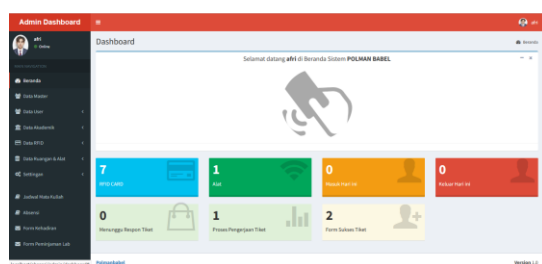 Admin Dashboard
afri
afri
Online
Dashboard
Beranda
Selamat datang afri di Beranda Sistem POLMAN BABEL
Beranda
Data Master
Data User
Data Akademik
Data RFID
Data Ruangan & Alat
Settingan
Jadwal Mata Kuliah
Absensi
Form Kehadiran
Form Peminjaman Lab
7
RFID CARD
1
Alat
0
Masuk Hari Ini
0
Keluar Hari Ini
0
Menunggu Respon Tiket
1
Proses Pengerjaan Tiket
2
Form Sukses Tiket
PolmanBabel
Version 1.0